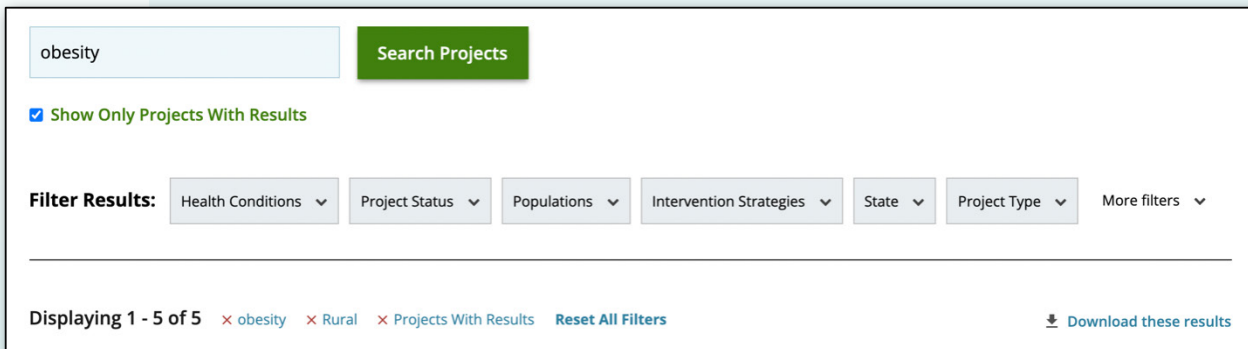 obesity
Search Projects
Show Only Projects With Results
Filter Results: Health Conditions Project Status Populations Intervention Strategies State Project Type More filters
Displaying 1 - 5 of 5 × obesity × Rural × Projects With Results Reset All Filters Download these results